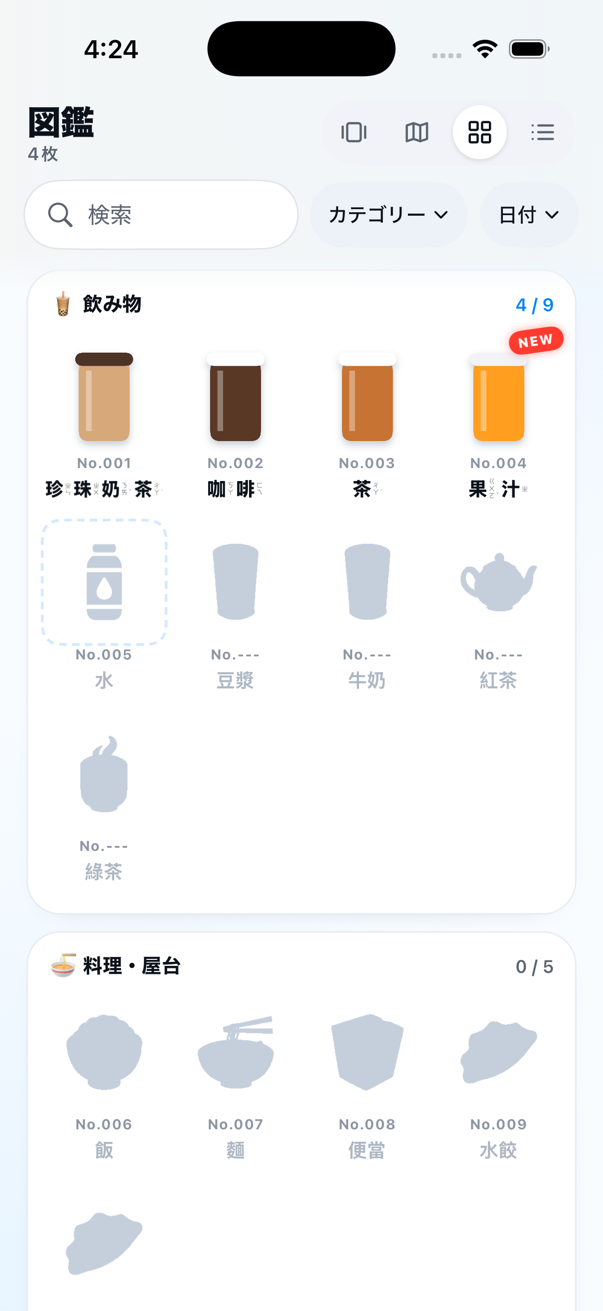 4:24
図鑑
4枚
検索
カテゴリー
日付
飲み物
4 / 9
NEW
No.001
No.002
No.003
No.004
珍珠奶茶
咖啡
茶
果汁
No.005
No.---
No.---
No.---
水
豆漿
牛奶
紅茶
No.---
綠茶
料理・屋台
0 / 5
No.006
No.007
No.008
No.009
飯
麵
便當
水餃